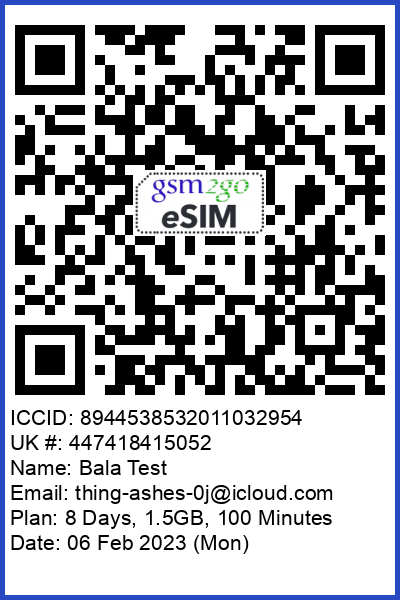 gsm2go
eSIM
ICCID: 8944538532011032954
UK #: 447418415052
Name: Bala Test
Email: thing-ashes-0j@icloud.com
Plan: 8 Days, 1.5GB, 100 Minutes
Date: 06 Feb 2023 (Mon)